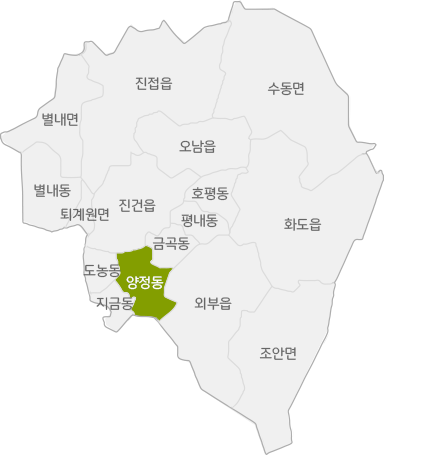 진접읍
수동면
별내면
오남읍
별내동
호평동
퇴계원면
진건읍
평내동
화도읍
금곡동
도농동
양정동
지금동
외부읍
조안면